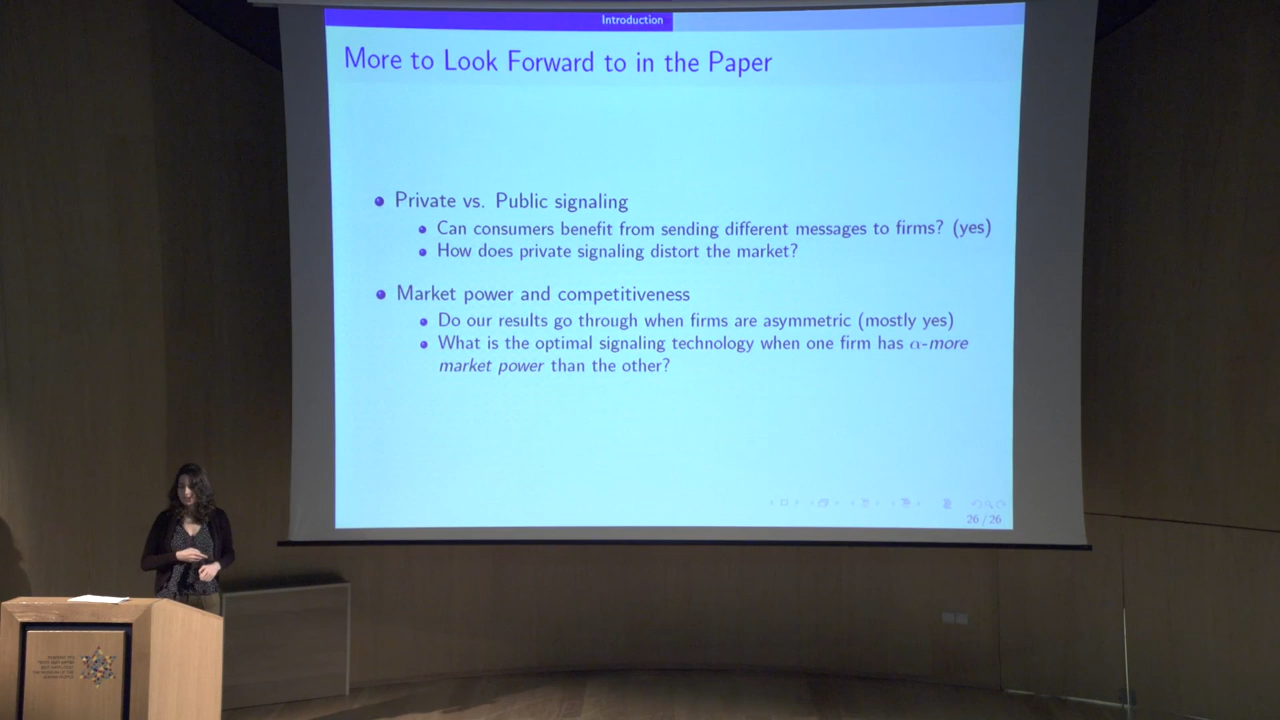 Introduction
More to Look Forward to in the Paper
Private vs. Public signaling
Can consumers benefit from sending different messages to firms? (yes)
How does private signaling distort the market?
Market power and competitiveness
Do our results go through when firms are asymmetric (mostly yes)
What is the optimal signaling technology when one firm has α-more
market power than the other?
26 / 26